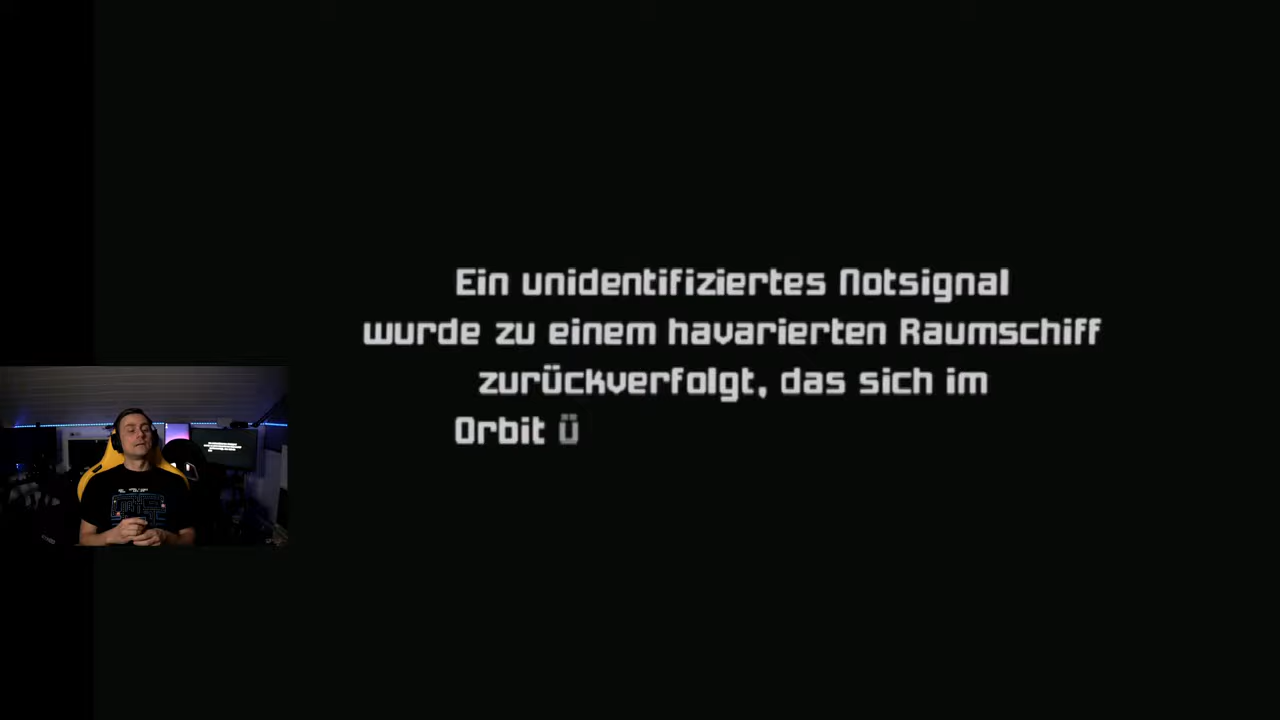 Ein unidentifiziertes Notsignal
wurde zu einem havarierten Raumschiff
zurückverfolgt, das sich im
Orbit ü